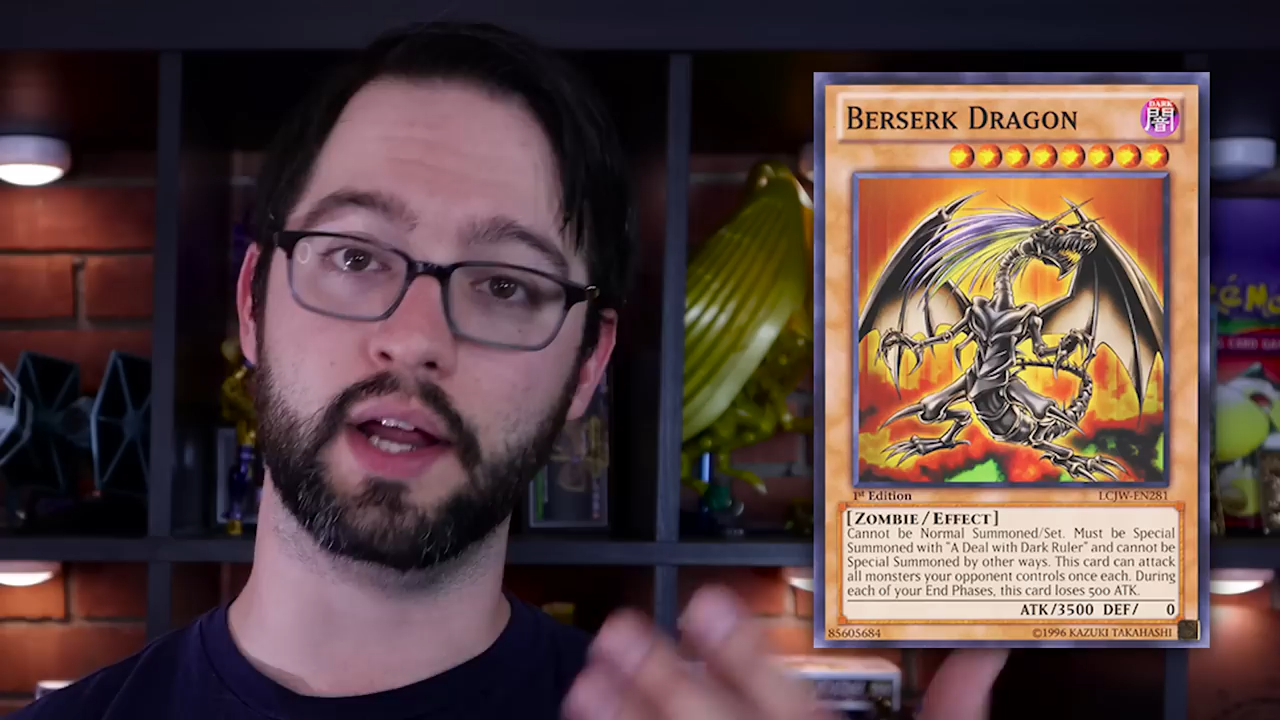 BERSERK DRAGON
DARK
闇
1st Edition
LCJW-EN281
[ZOMBIE/EFFECT]
Cannot be Normal Summoned/Set. Must be Special
Summoned with "A Deal with Dark Ruler" and cannot be
Special Summoned by other ways. This card can attack
all monsters your opponent controls once each. During
each of your End Phases, this card loses 500 ATK.
ATK/3500 DEF/ 0
85605684
©1996 KAZUKI TAKAHASHI